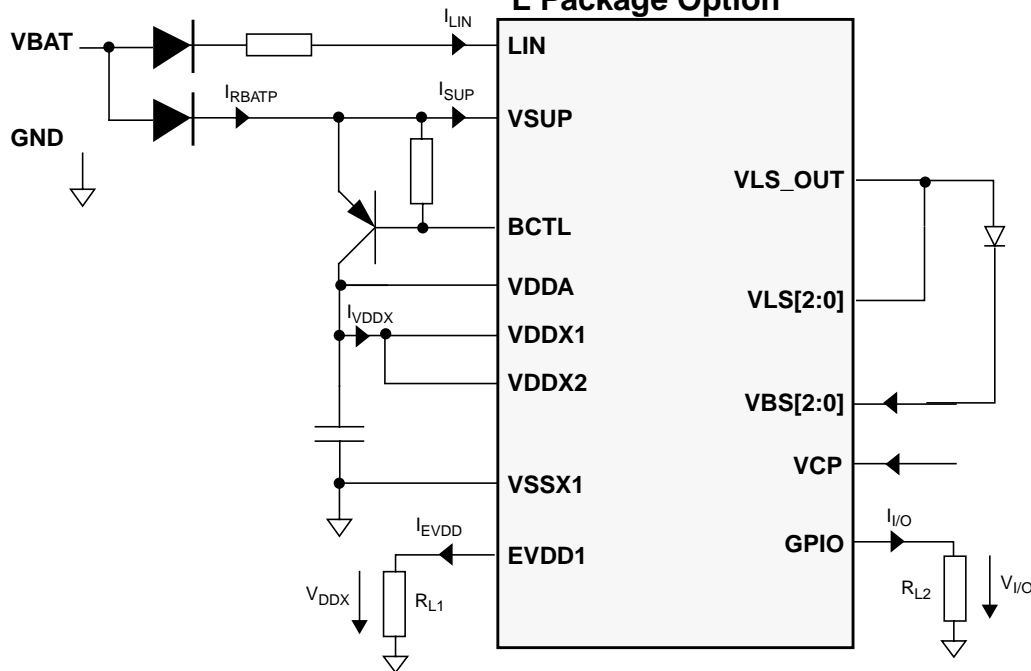 L Package Option
VBAT
I_LIN
LIN
I_RBATP
I_SUP
VSUP
GND
VLS_OUT
BCTL
VDDA
VLS[2:0]
I_VDDX
VDDX1
VDDX2
VBS[2:0]
VCP
VSSX1
I_EVDD
I_I/O
EVDD1
GPIO
V_DDX
R_L1
R_L2
V_I/O